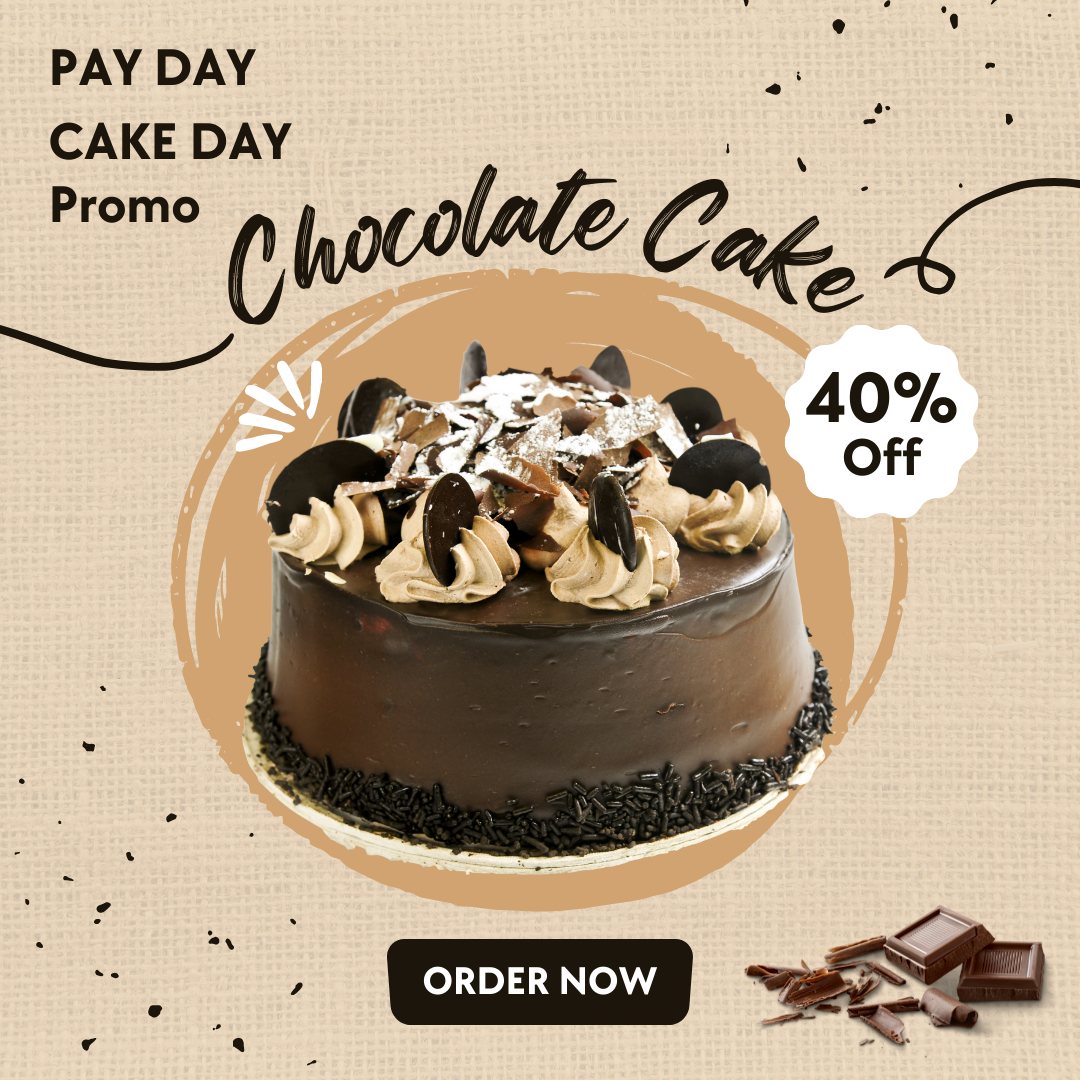 PAY DAY
CAKE DAY
Promo
Chocolate Cake
40%
Off
ORDER NOW